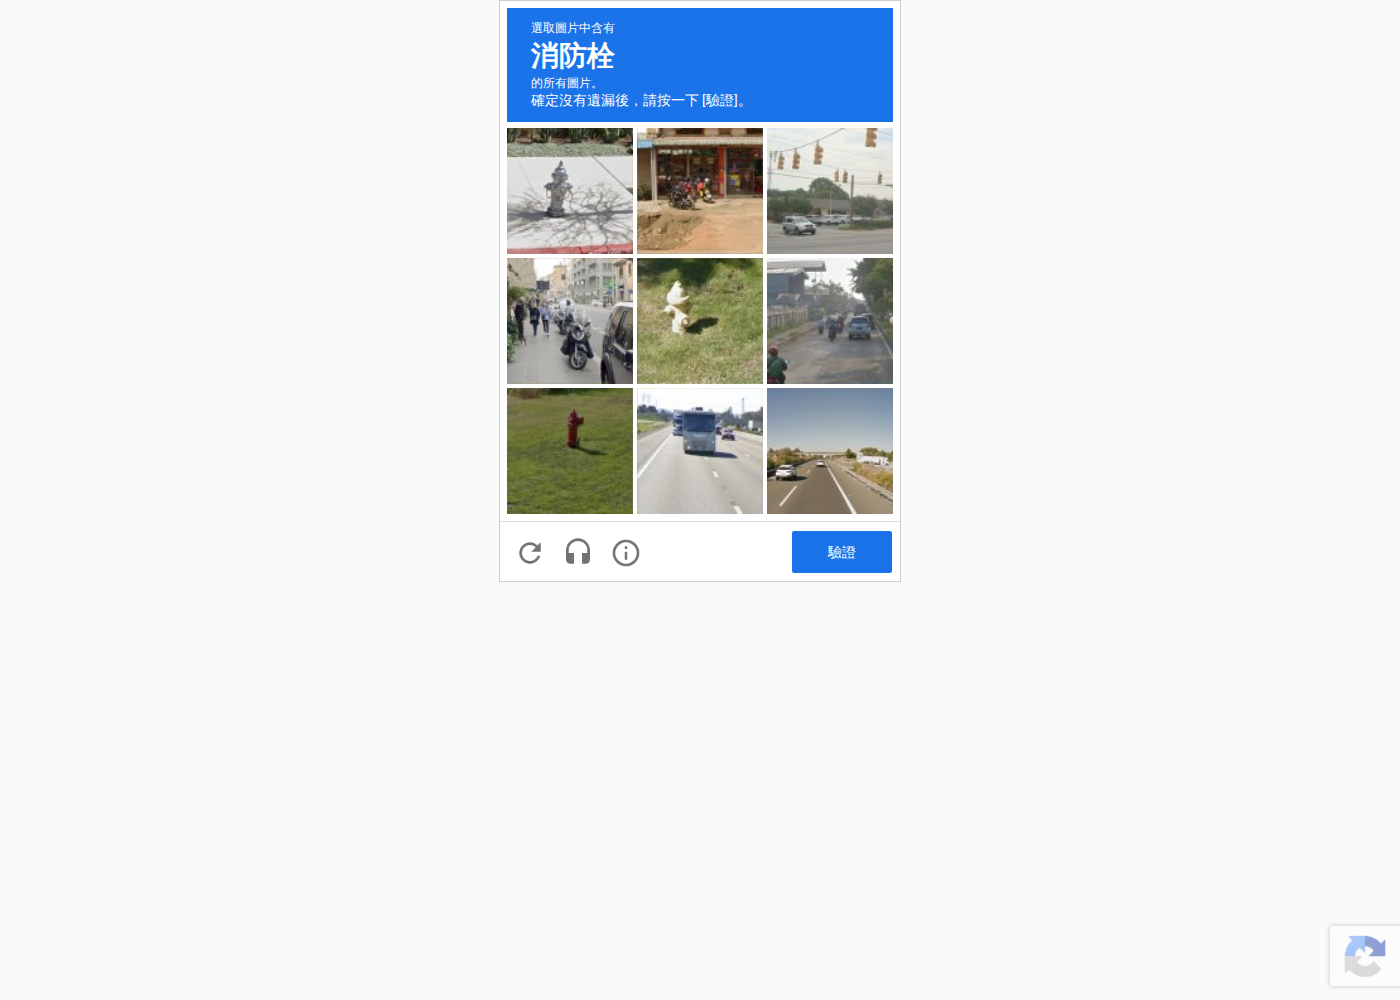 選取圖片中含有
消防栓
的所有圖片。
確定沒有遺漏後，請按一下 [驗證]。
驗證